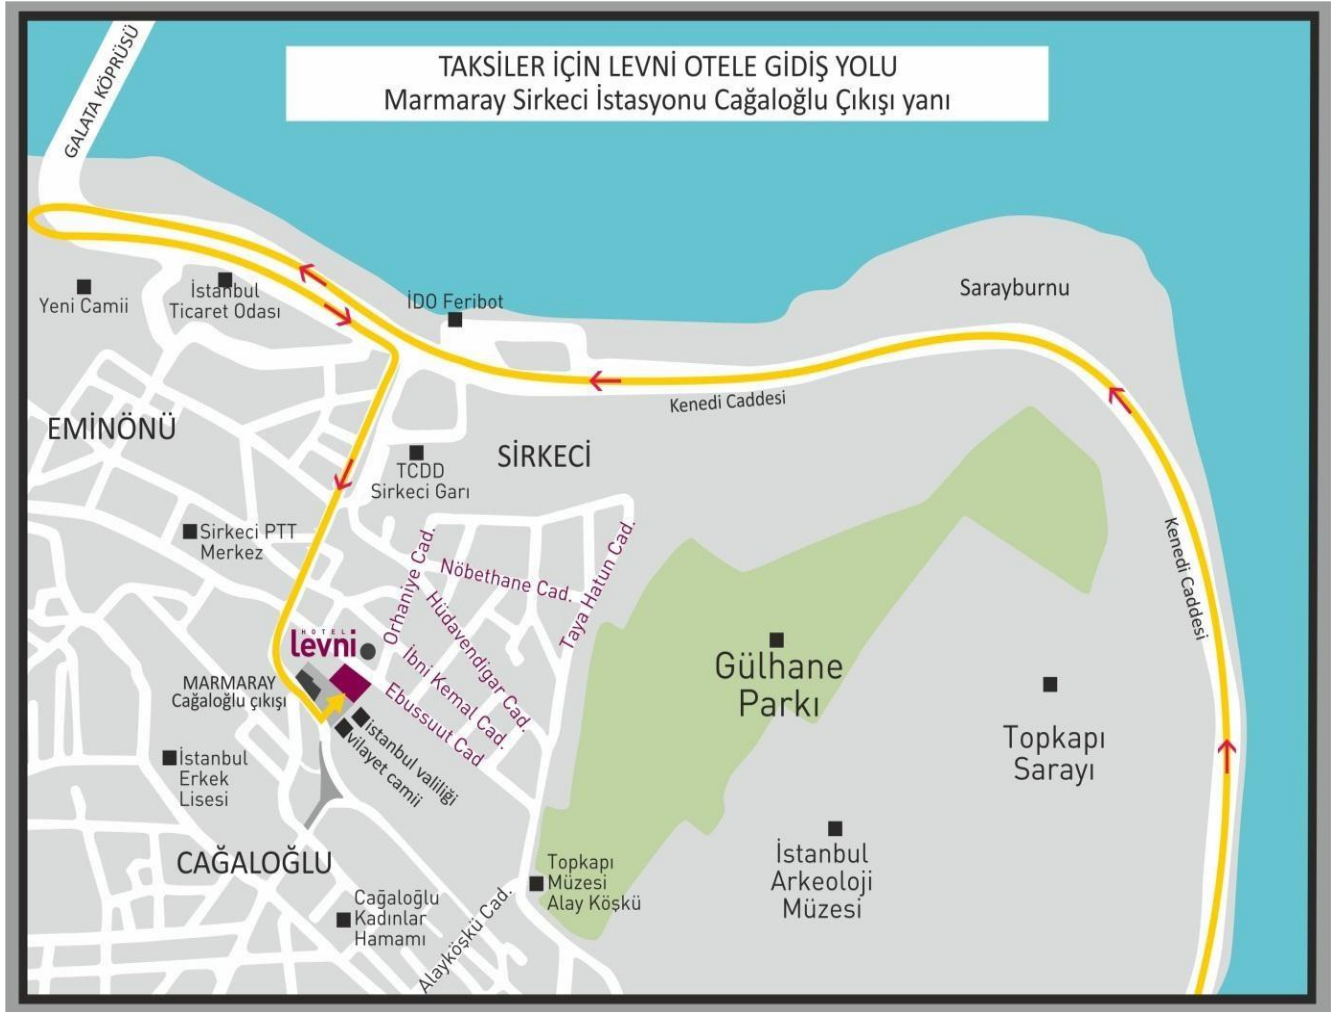 TAKSİLER İÇİN LEVNİ OTELE GİDİŞ YOLU
Marmaray Sirkeci İstasyonu Cağaloğlu Çıkışı yanı
GALATA KÖPRÜSÜ
Sarayburnu
Yeni Camii
İstanbul
Ticaret Odası
İDO Feribot
Kenedi Caddesi
EMİNÖNÜ
SİRKECİ
TCDD
Sirkeci Garı
Kenedi Caddesi
Sirkeci PTT
Merkez
Orhaniye Cad.
Nöbethane Cad.
Taya Hatun Cad.
Hüdavendigar Cad.
HOTEL
levni
İbni Kemal Cad.
Ebussuut Cad
MARMARAY
Cağaloğlu çıkışı
Gülhane
Parkı
Topkapı
Sarayı
istanbul valiliği
vilayet camii
İstanbul
Erkek
Lisesi
CAĞALOĞLU
Topkapı
Müzesi
Alay Köşkü
İstanbul
Arkeoloji
Müzesi
Cağaloğlu
Kadınlar
Hamamı
Alayköşkü Cad.